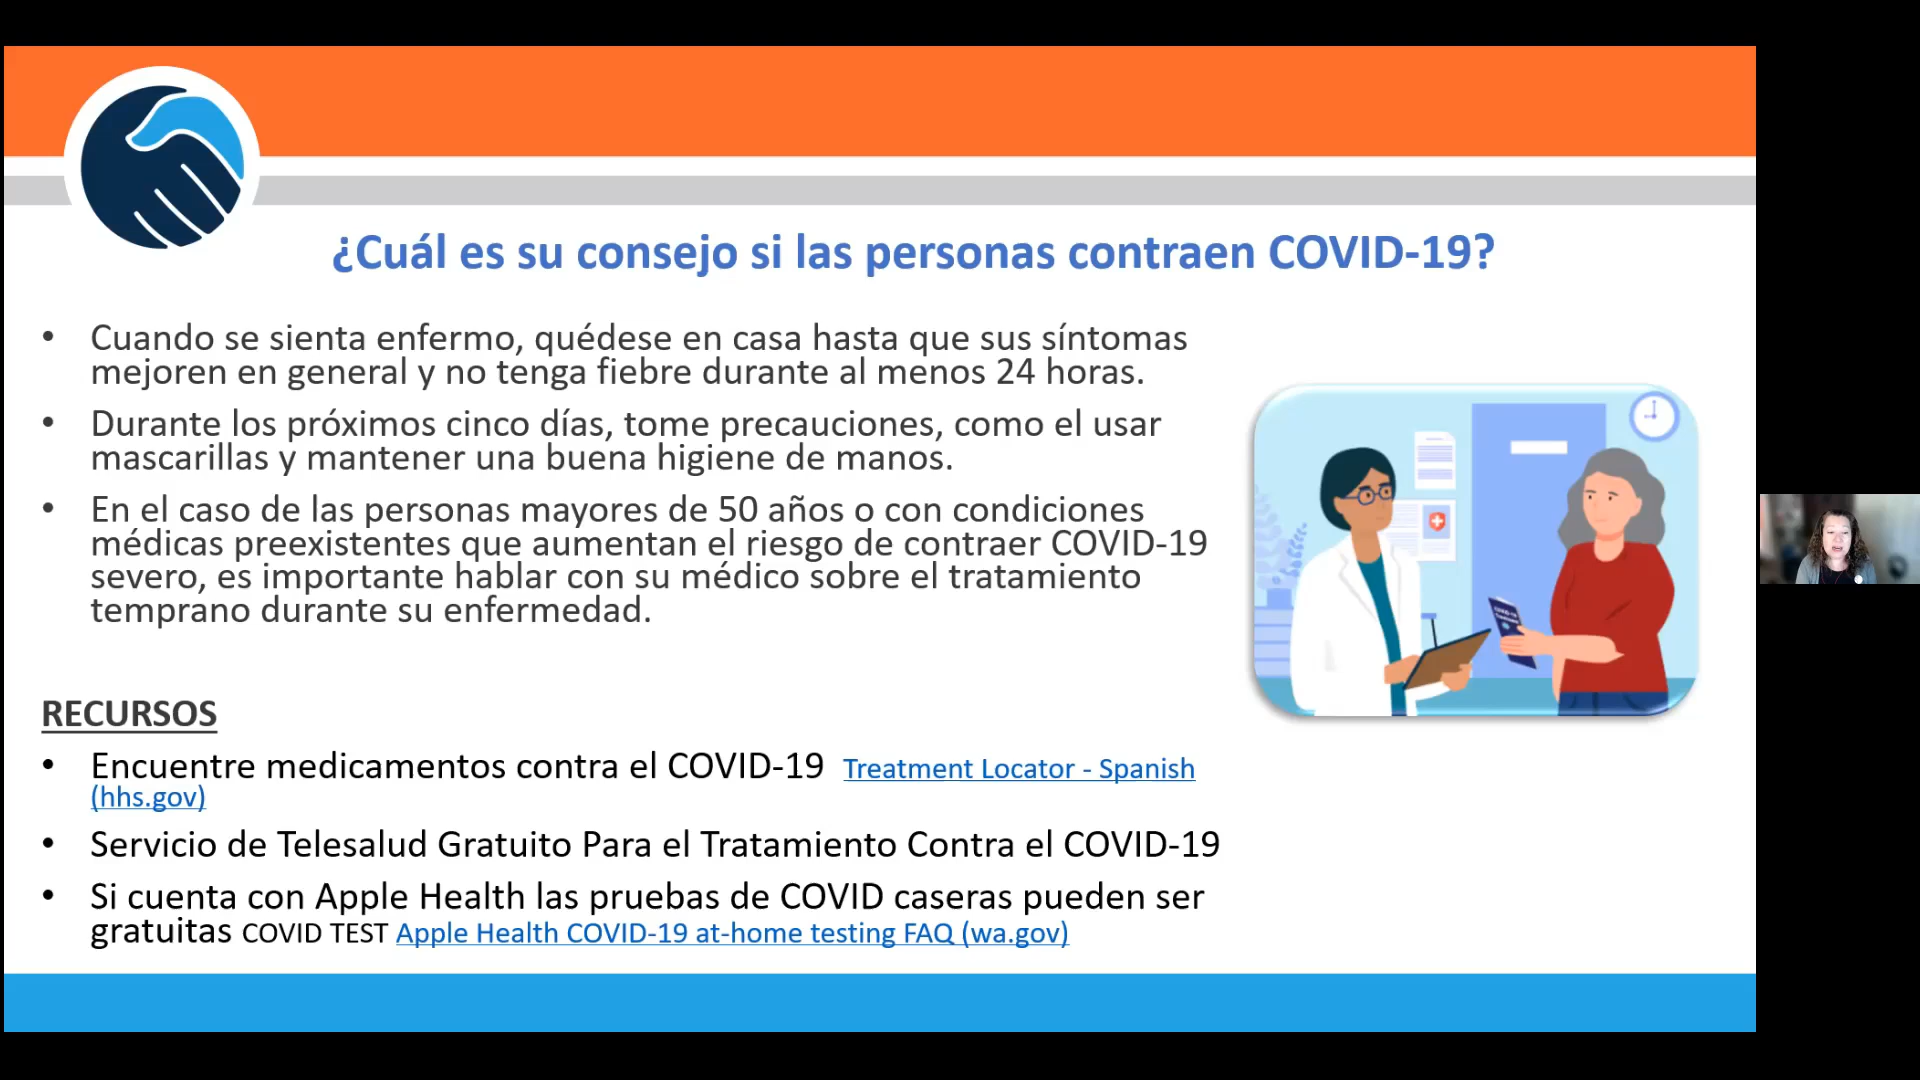 ¿Cuál es su consejo si las personas contraen COVID-19?
• Cuando se sienta enfermo, quédese en casa hasta que sus síntomas
mejoren en general y no tenga fiebre durante al menos 24 horas.
• Durante los próximos cinco días, tome precauciones, como el usar
mascarillas y mantener una buena higiene de manos.
• En el caso de las personas mayores de 50 años o con condiciones
médicas preexistentes que aumentan el riesgo de contraer COVID-19
severo, es importante hablar con su médico sobre el tratamiento
temprano durante su enfermedad.
RECURSOS
• Encuentre medicamentos contra el COVID-19 Treatment Locator - Spanish
(hhs.gov)
• Servicio de Telesalud Gratuito Para el Tratamiento Contra el COVID-19
• Si cuenta con Apple Health las pruebas de COVID caseras pueden ser
gratuitas COVID TEST Apple Health COVID-19 at-home testing FAQ (wa.gov)